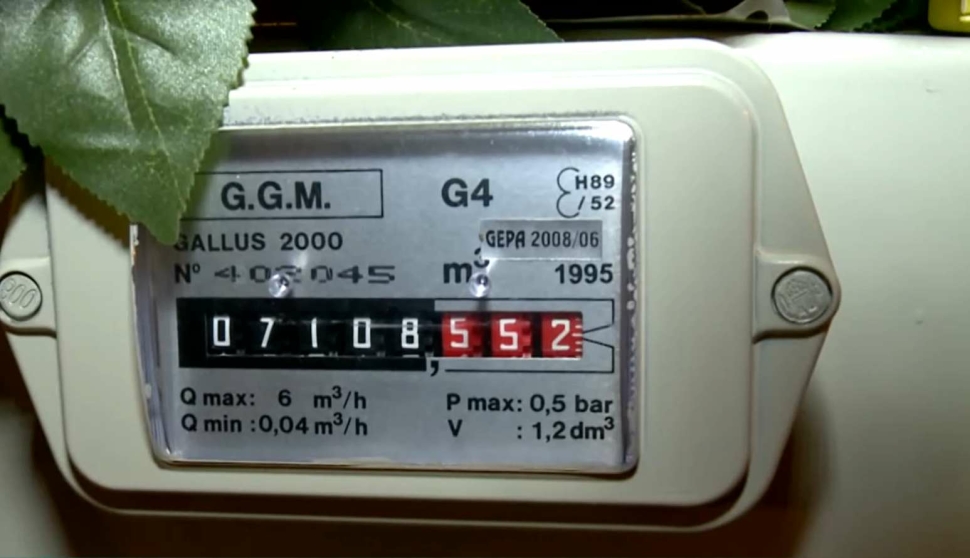 G.G.M.
G4
H89
/52
GALLUS 2000
GEPA 2008/06
Nº 402045
m³
1995
07108,552
Q max: 6 m³/h
P max: 0,5 bar
Q min : 0,04 m³/h
V : 1,2 dm³